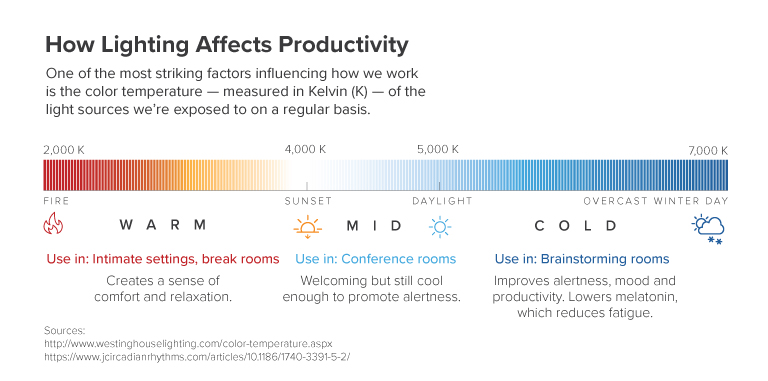 How Lighting Affects Productivity
One of the most striking factors influencing how we work
is the color temperature — measured in Kelvin (K) — of the
light sources we're exposed to on a regular basis.
2,000 K 4,000 K 5,000 K 7,000 K
FIRE SUNSET DAYLIGHT OVERCAST WINTER DAY
WARM MID COLD
Use in: Intimate settings, break rooms Use in: Conference rooms Use in: Brainstorming rooms
Creates a sense of Welcoming but still cool Improves alertness, mood and
comfort and relaxation. enough to promote alertness. productivity. Lowers melatonin,
which reduces fatigue.
Sources:
http://www.westinghouselighting.com/color-temperature.aspx
https://www.jcircadianrhythms.com/articles/10.1186/1740-3391-5-2/